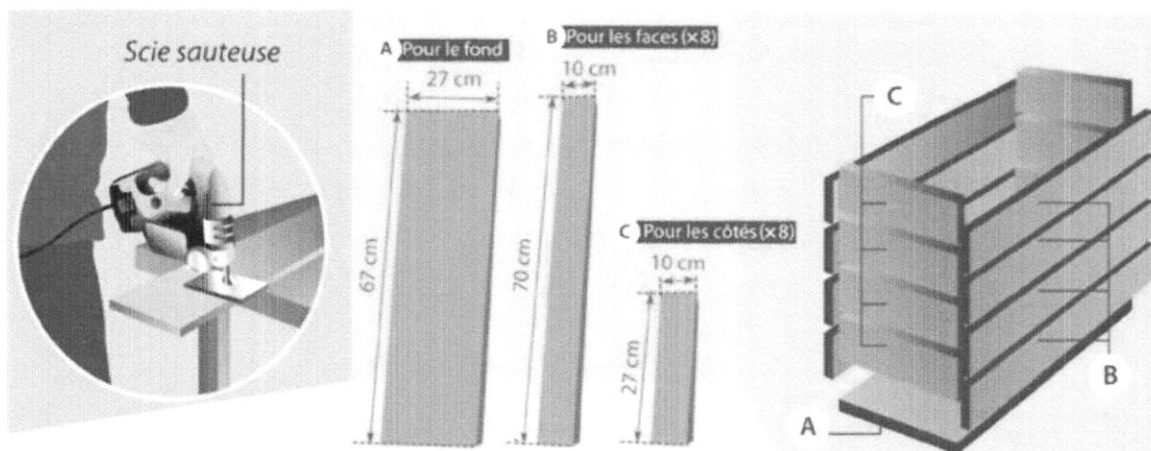 Scie sauteuse
A Pour le fond
27 cm
67 cm
B Pour les faces (×8)
10 cm
70 cm
C Pour les côtés (×8)
10 cm
27 cm
C
B
A